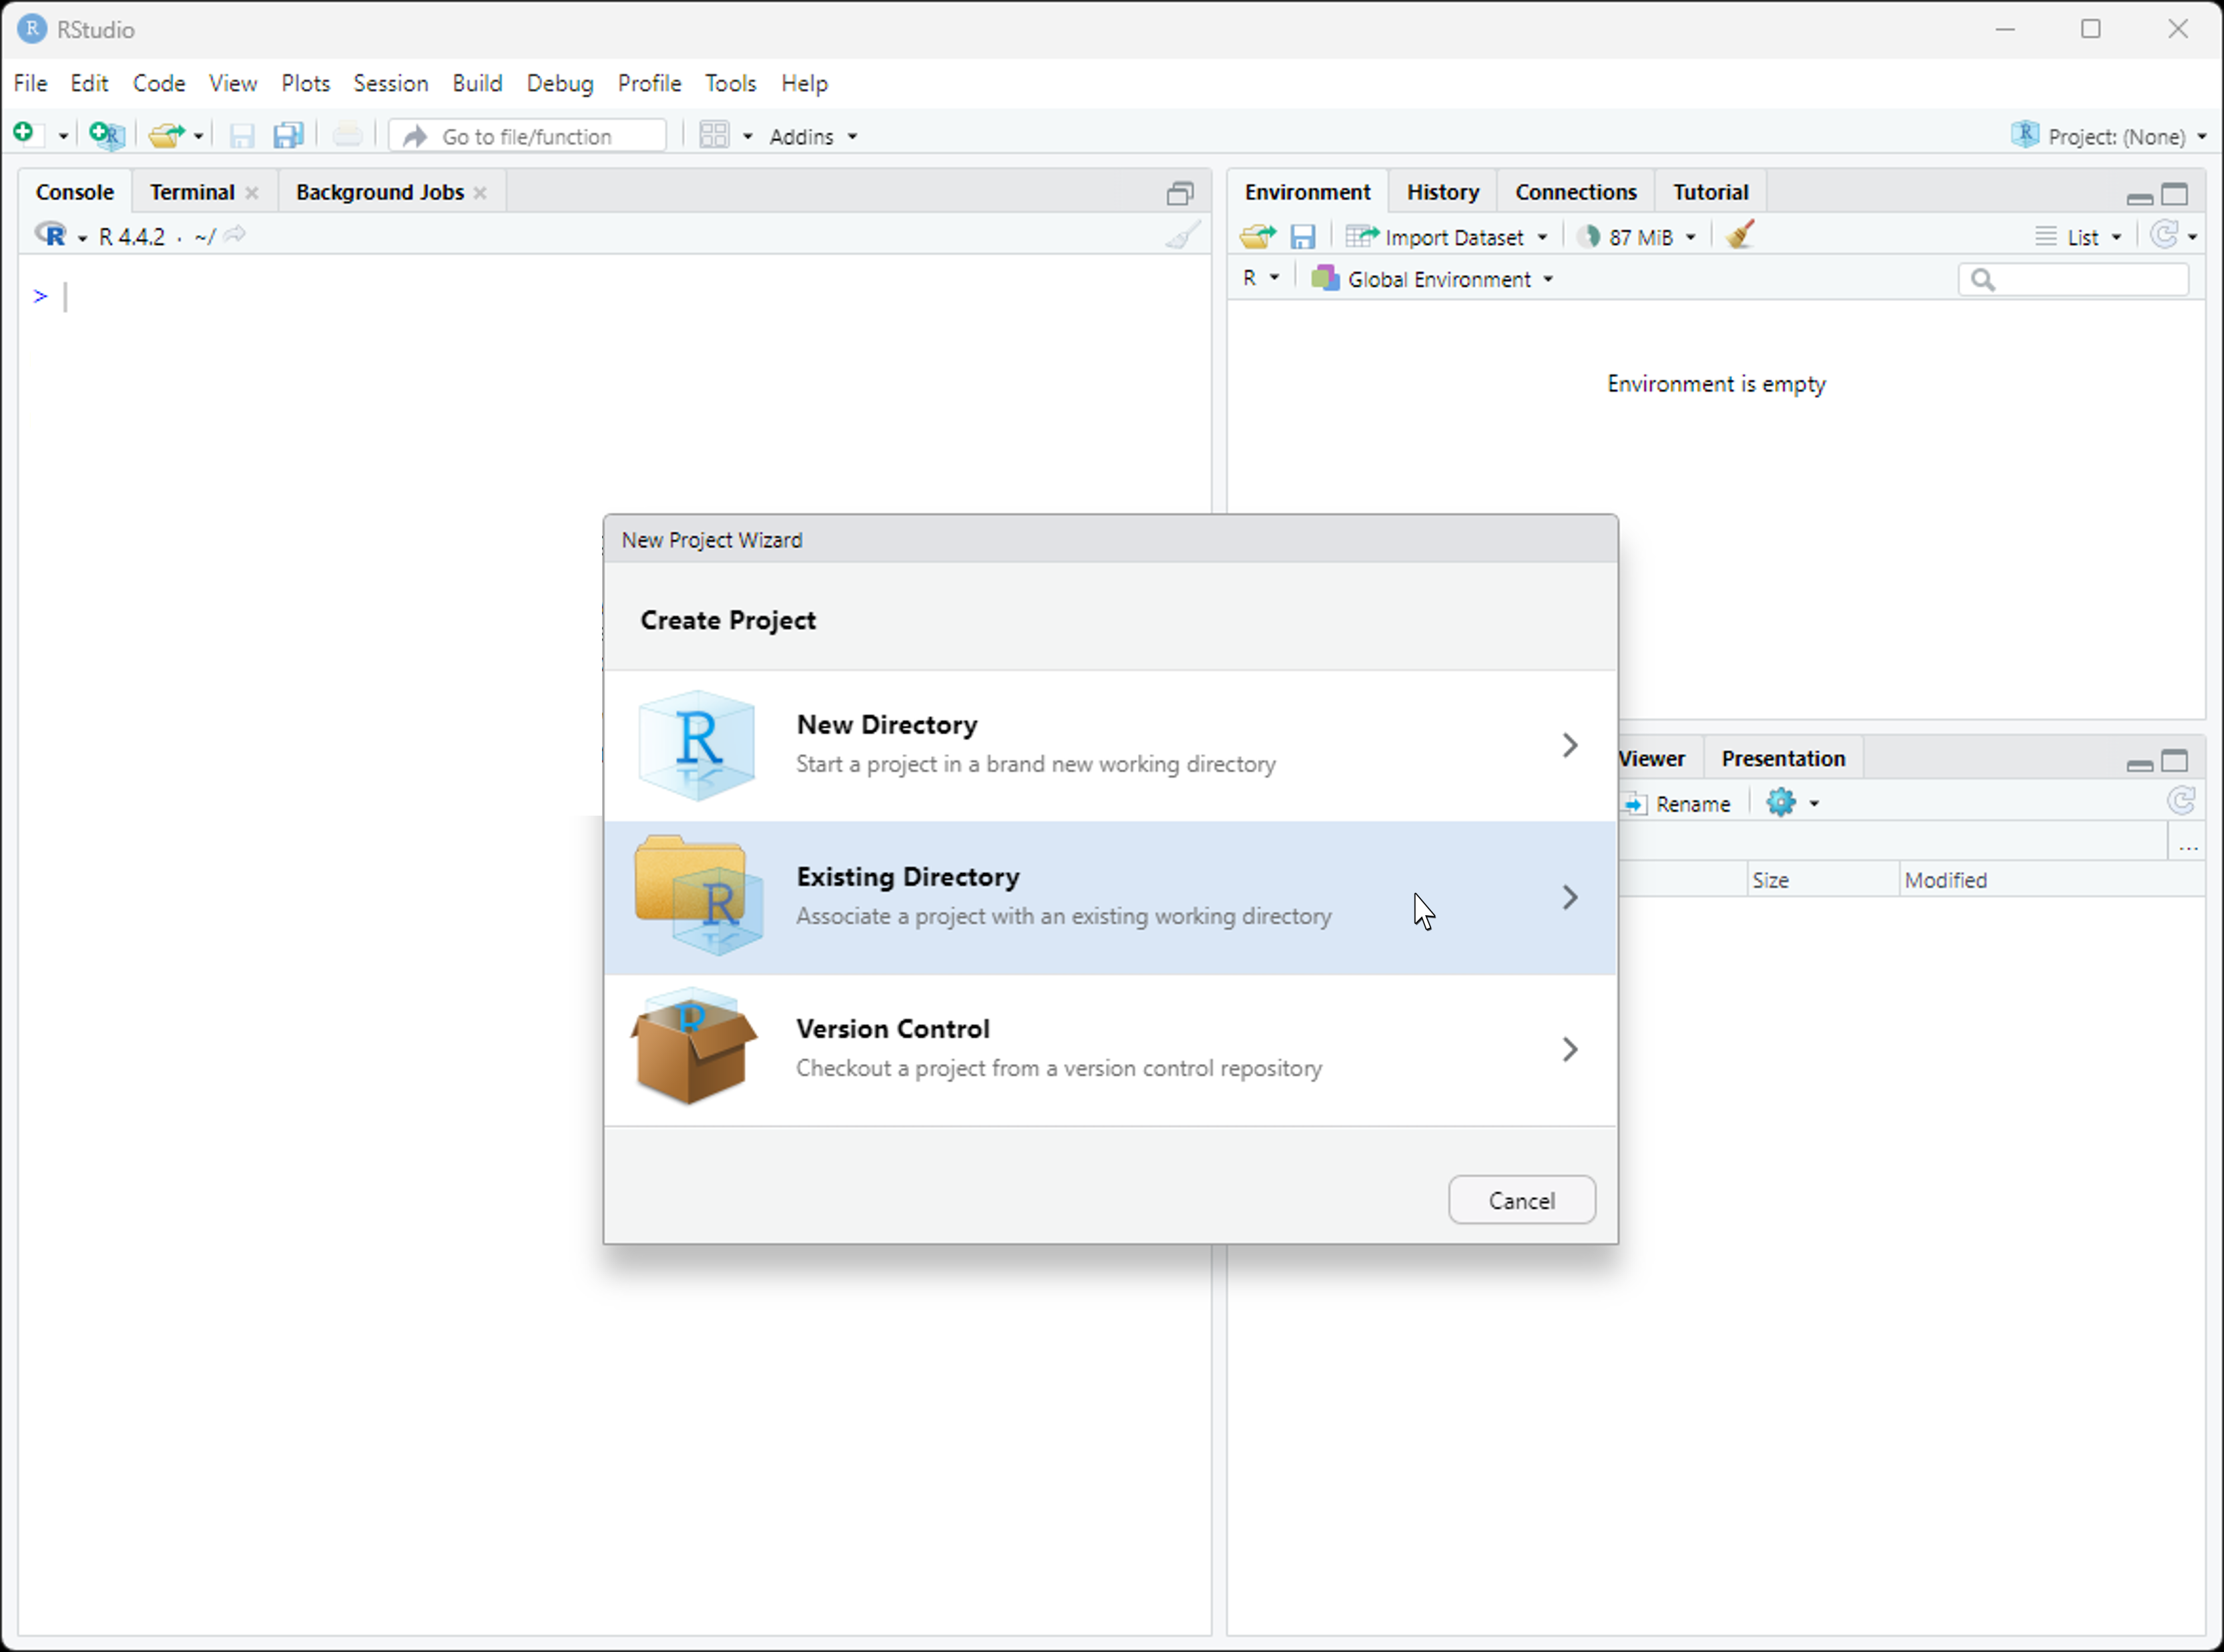 RStudio
File Edit Code View Plots Session Build Debug Profile Tools Help
Go to file/function Addins Project: (None)
Console Terminal Background Jobs
R 4.4.2 · ~/
>
Environment History Connections Tutorial
Import Dataset 87 MiB List
R Global Environment
Environment is empty
New Project Wizard
Create Project
New Directory
Start a project in a brand new working directory
Existing Directory
Associate a project with an existing working directory
Version Control
Checkout a project from a version control repository
Cancel
Viewer Presentation
Rename
...
Size Modified